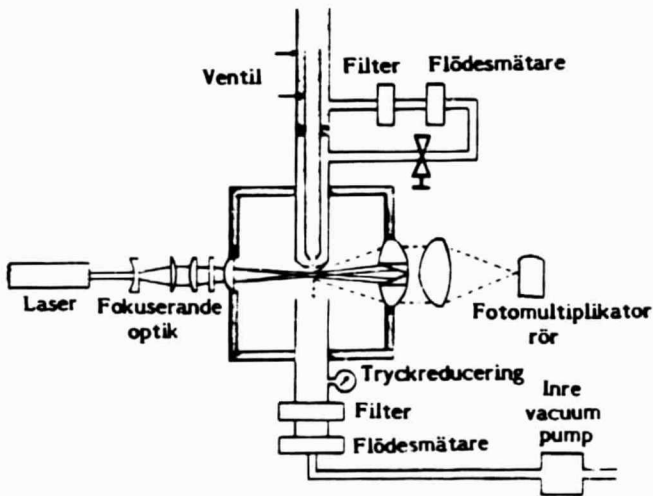 Ventil
Filter
Flödesmätare
Laser
Fokuserande
optik
Fotomultiplikator
rör
Tryckreducering
Inre
vacuum
pump
Filter
Flödesmätare